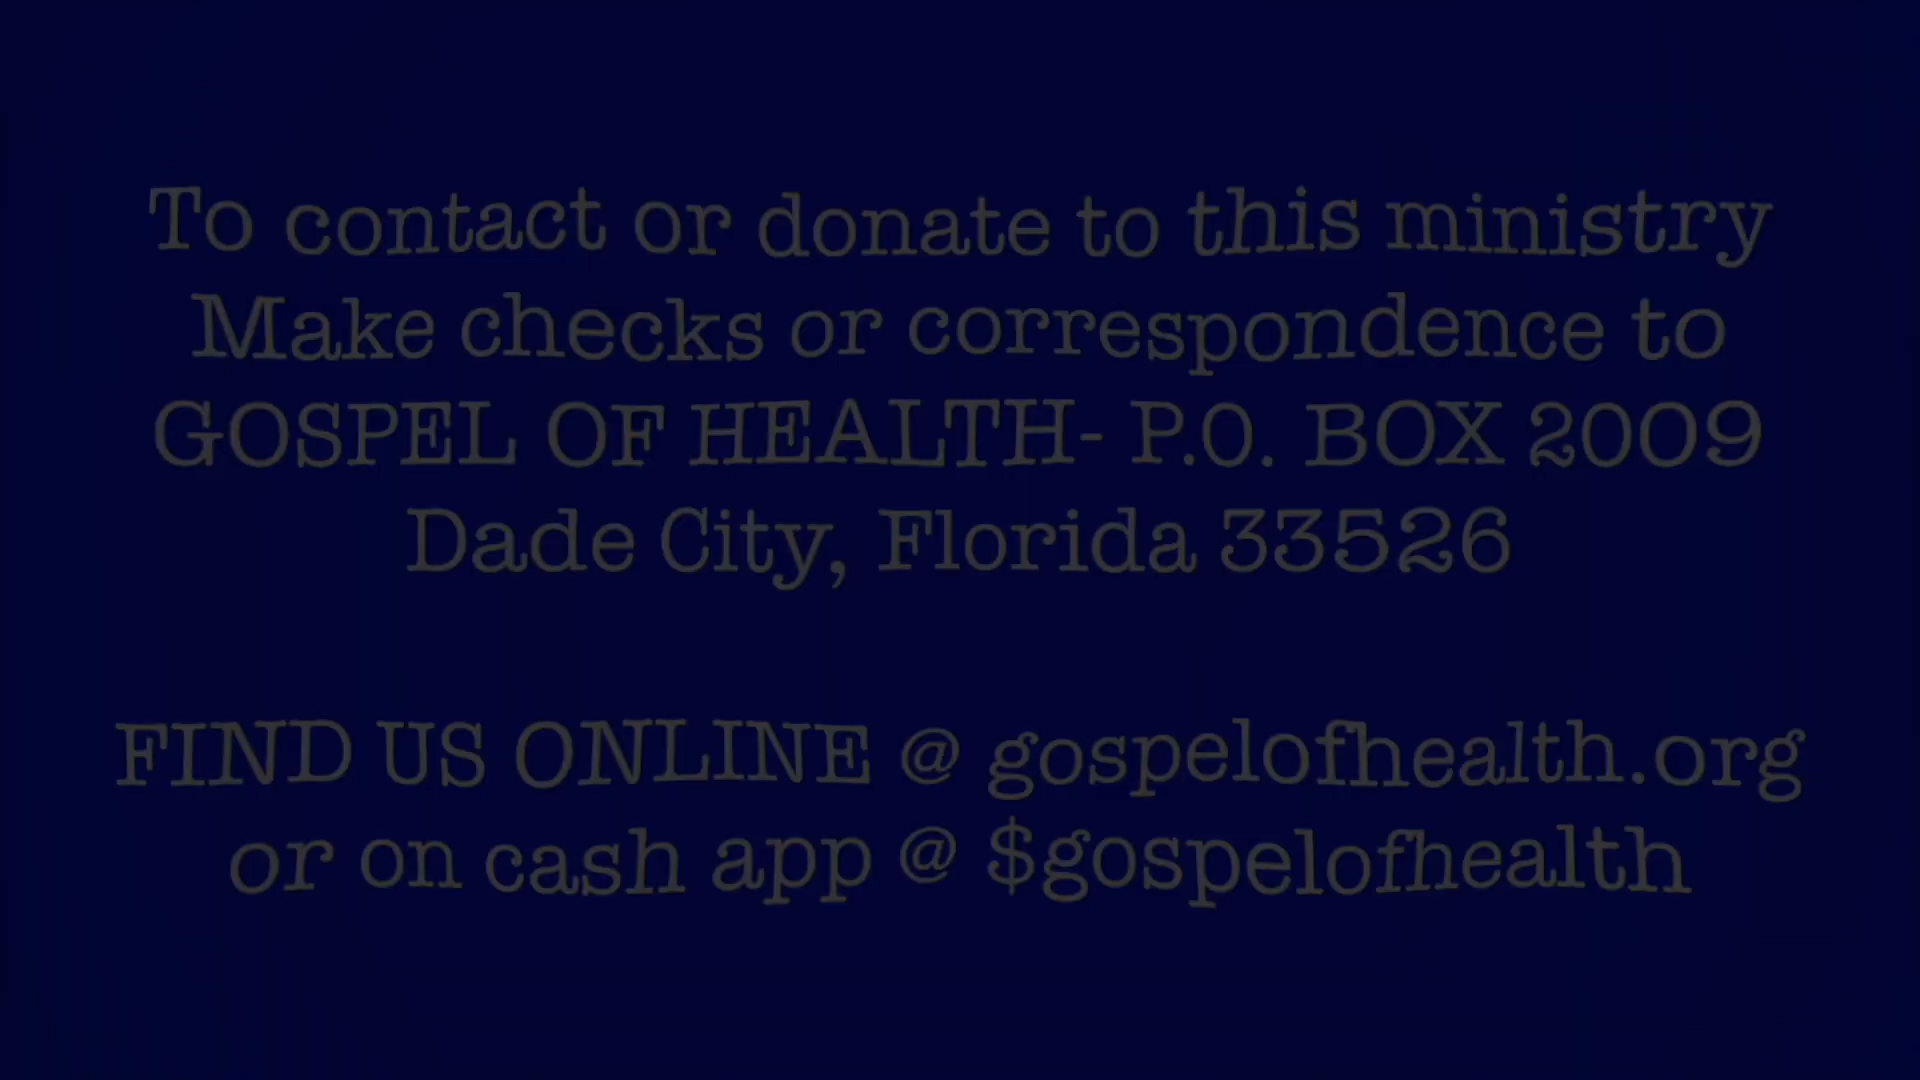 To contact or donate to this ministry
Make checks or correspondence to
GOSPEL OF HEALTH- P.O. BOX 2009
Dade City, Florida 33526
FIND US ONLINE @ gospelofhealth.org
or on cash app @ $gospelofhealth